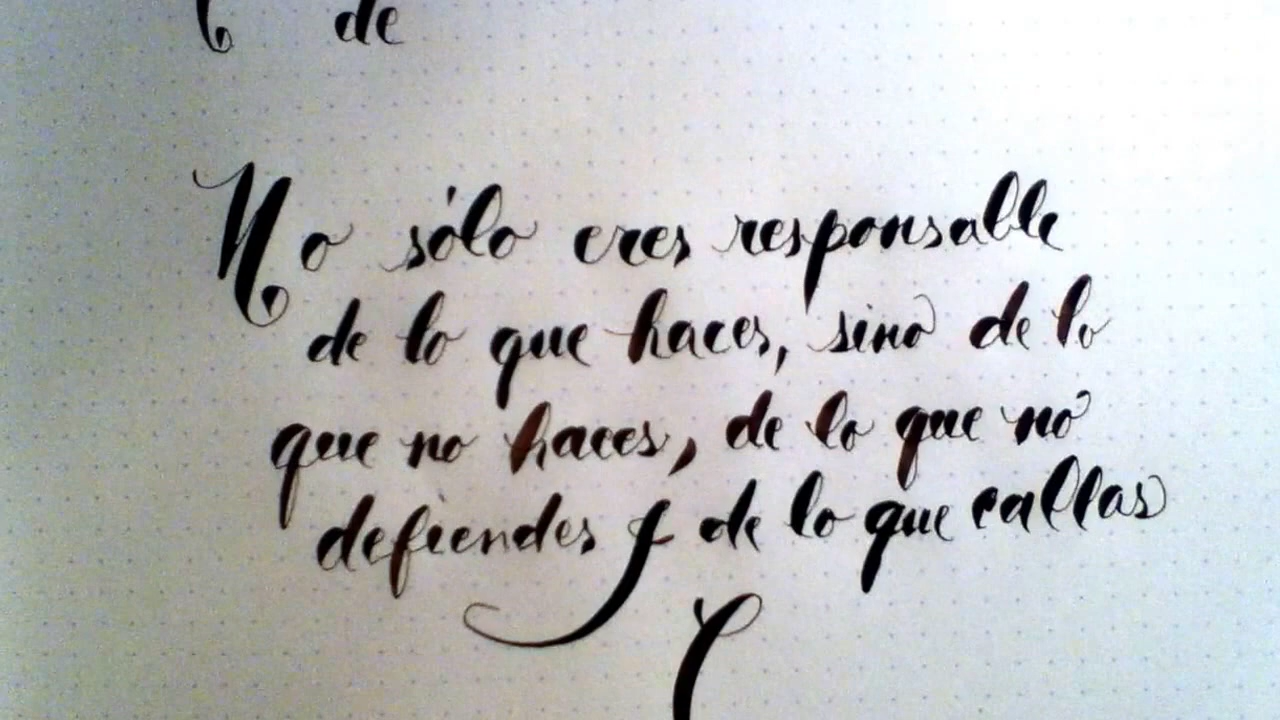 de
No sólo eres responsable
de lo que haces, sino de lo
que no haces, de lo que no
defiendes y de lo que callas